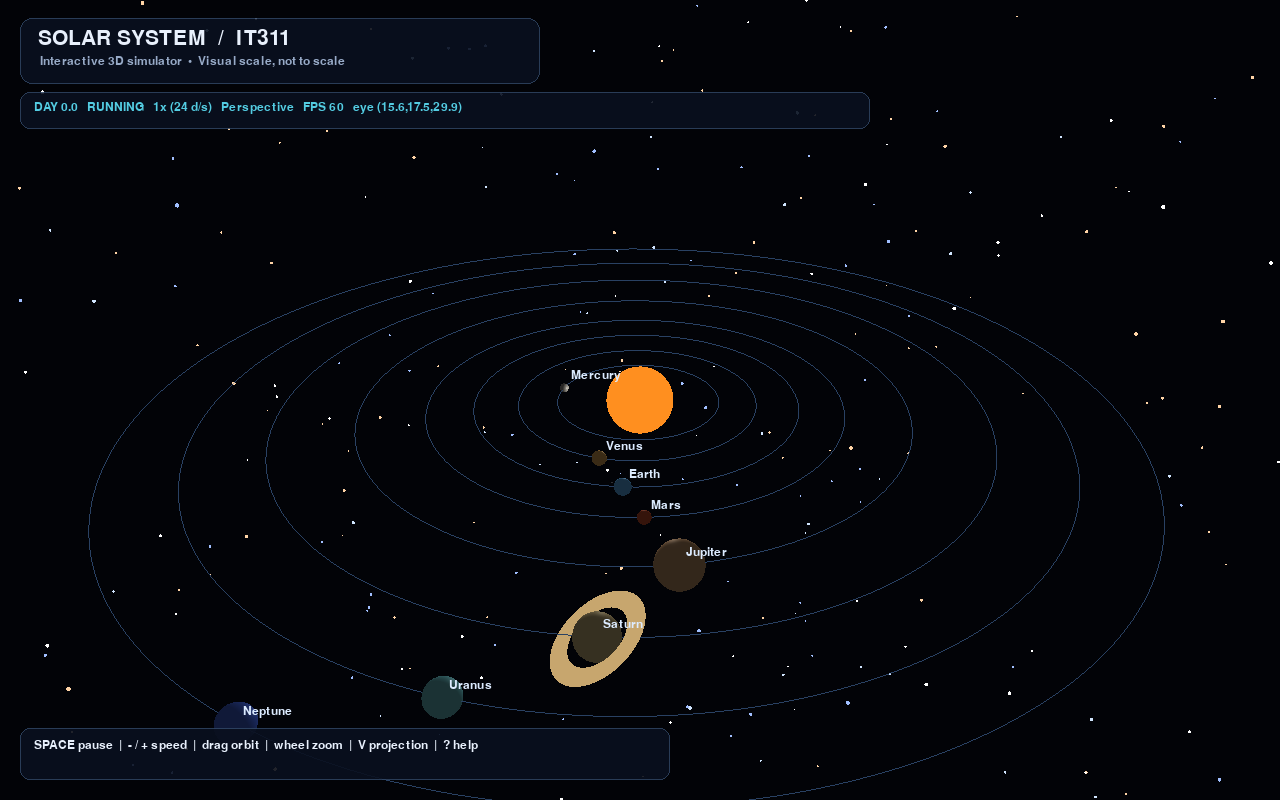 SOLAR SYSTEM / IT311
Interactive 3D simulator • Visual scale, not to scale
DAY 0.0 RUNNING 1x (24 d/s) Perspective FPS 60 eye (15.6,17.5,29.9)
Mercury
Venus
Earth
Mars
Jupiter
Saturn
Uranus
Neptune
SPACE pause | - / + speed | drag orbit | wheel zoom | V projection | ? help